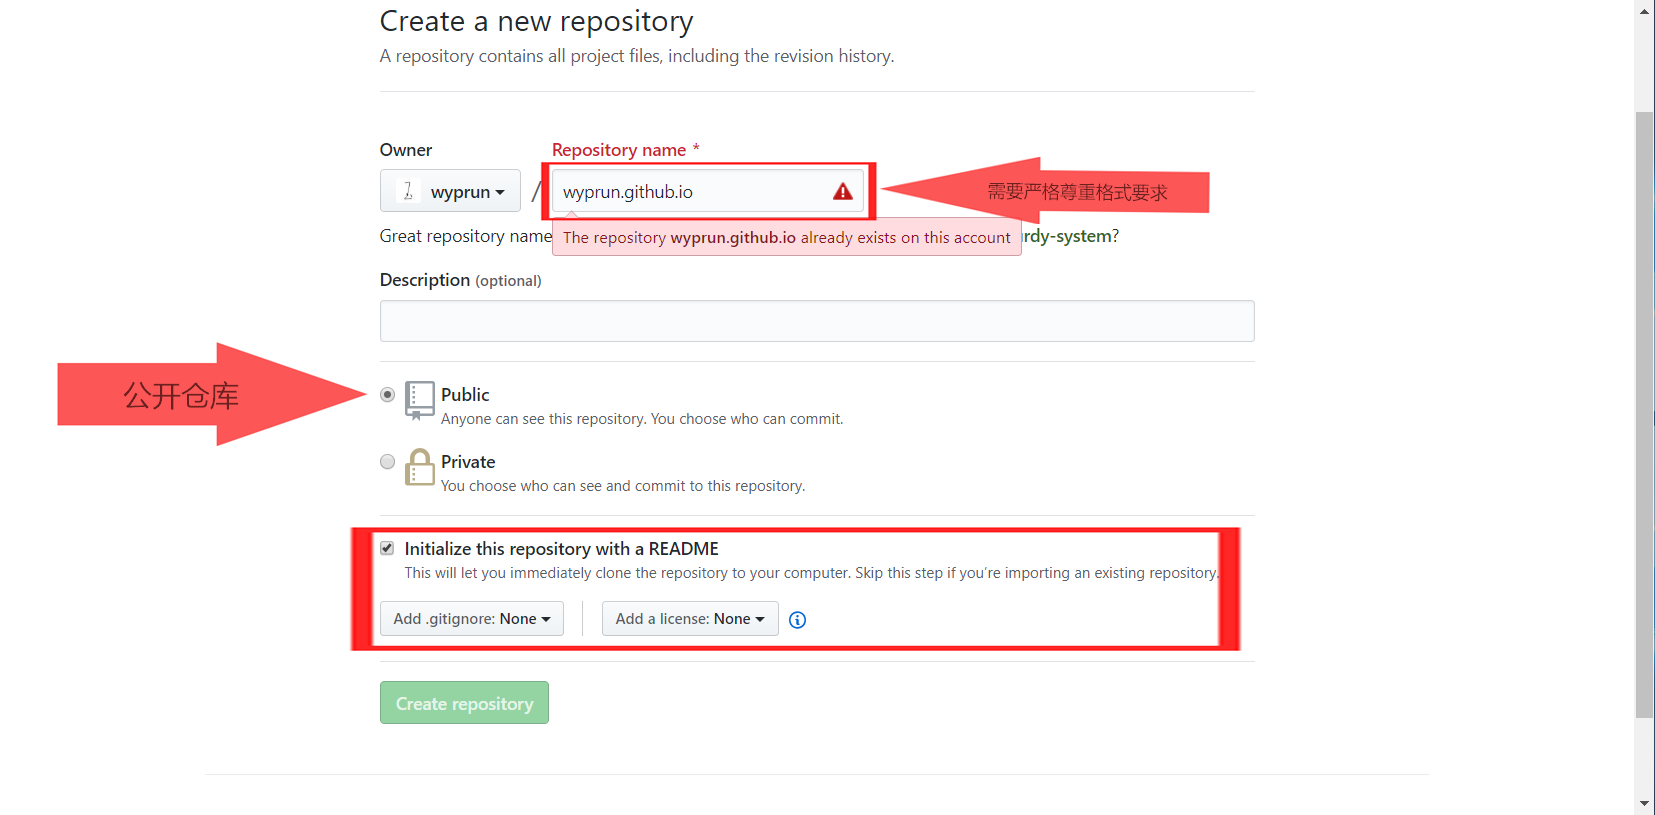 Create a new repository
A repository contains all project files, including the revision history.
Owner
Repository name *
wyprun
/
wyprun.github.io
需要严格尊重格式要求
Great repository name
The repository wyprun.github.io already exists on this account
rdy-system?
Description (optional)
公开仓库
Public
Anyone can see this repository. You choose who can commit.
Private
You choose who can see and commit to this repository.
Initialize this repository with a README
This will let you immediately clone the repository to your computer. Skip this step if you’re importing an existing repository.
Add .gitignore: None
Add a license: None
Create repository